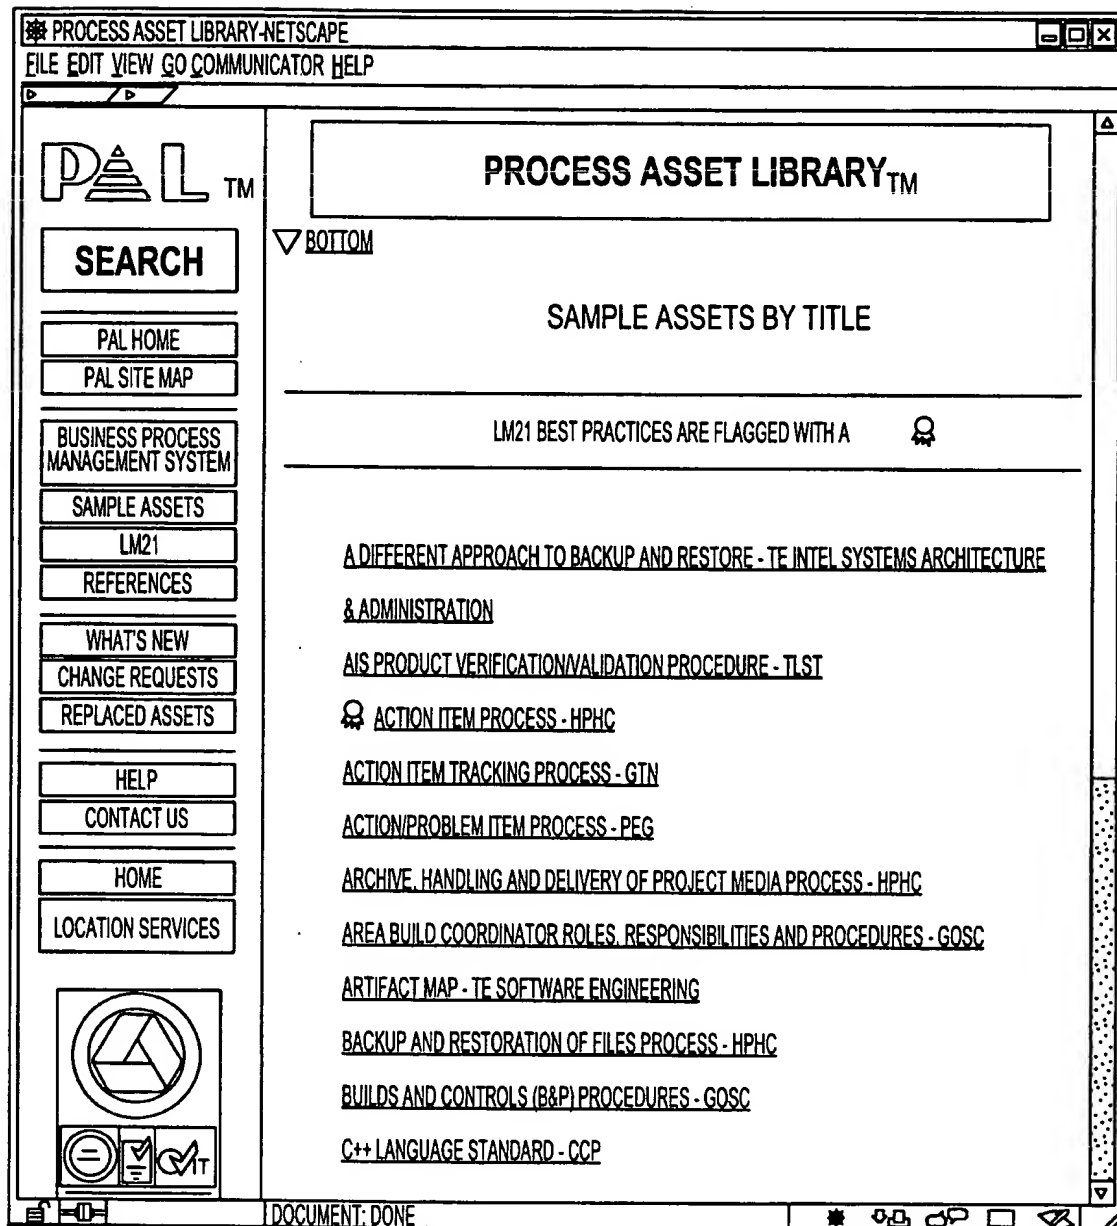 PROCESS ASSET LIBRARY-NETSCAPE
FILE EDIT VIEW GO COMMUNICATOR HELP
PAL TM
SEARCH
PAL HOME
PAL SITE MAP
BUSINESS PROCESS
MANAGEMENT SYSTEM
SAMPLE ASSETS
LM21
REFERENCES
WHAT'S NEW
CHANGE REQUESTS
REPLACED ASSETS
HELP
CONTACT US
HOME
LOCATION SERVICES
IT
PROCESS ASSET LIBRARY TM
BOTTOM
SAMPLE ASSETS BY TITLE
LM21 BEST PRACTICES ARE FLAGGED WITH A
A DIFFERENT APPROACH TO BACKUP AND RESTORE - TE INTEL SYSTEMS ARCHITECTURE
& ADMINISTRATION
AIS PRODUCT VERIFICATION/VALIDATION PROCEDURE - TLST
ACTION ITEM PROCESS - HPHC
ACTION ITEM TRACKING PROCESS - GTN
ACTION/PROBLEM ITEM PROCESS - PEG
ARCHIVE, HANDLING AND DELIVERY OF PROJECT MEDIA PROCESS - HPHC
AREA BUILD COORDINATOR ROLES, RESPONSIBILITIES AND PROCEDURES - GOSC
ARTIFACT MAP - TE SOFTWARE ENGINEERING
BACKUP AND RESTORATION OF FILES PROCESS - HPHC
BUILDS AND CONTROLS (B&P) PROCEDURES - GOSC
C++ LANGUAGE STANDARD - CCP
DOCUMENT: DONE